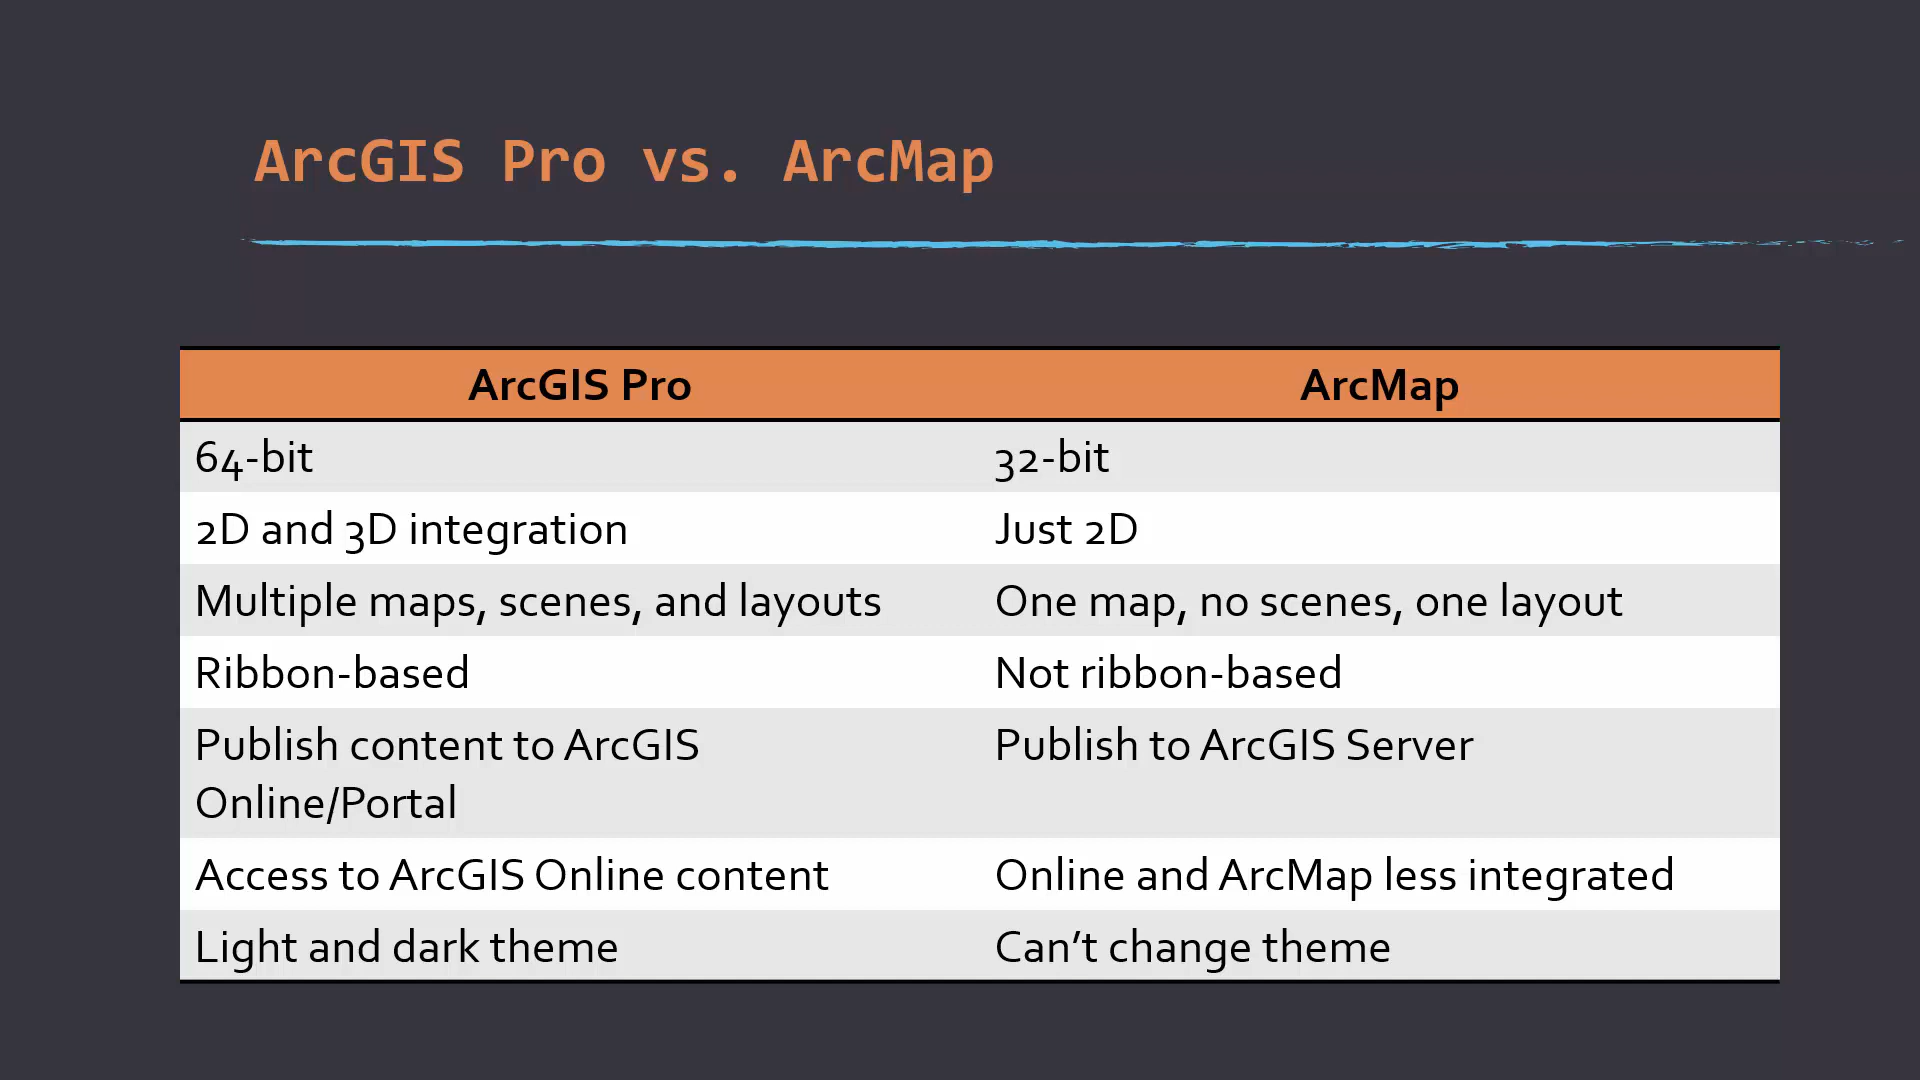 ArcGIS Pro vs. ArcMap
ArcGIS Pro
ArcMap
64-bit
32-bit
2D and 3D integration
Just 2D
Multiple maps, scenes, and layouts
One map, no scenes, one layout
Ribbon-based
Not ribbon-based
Publish content to ArcGIS
Online/Portal
Publish to ArcGIS Server
Access to ArcGIS Online content
Online and ArcMap less integrated
Light and dark theme
Can’t change theme